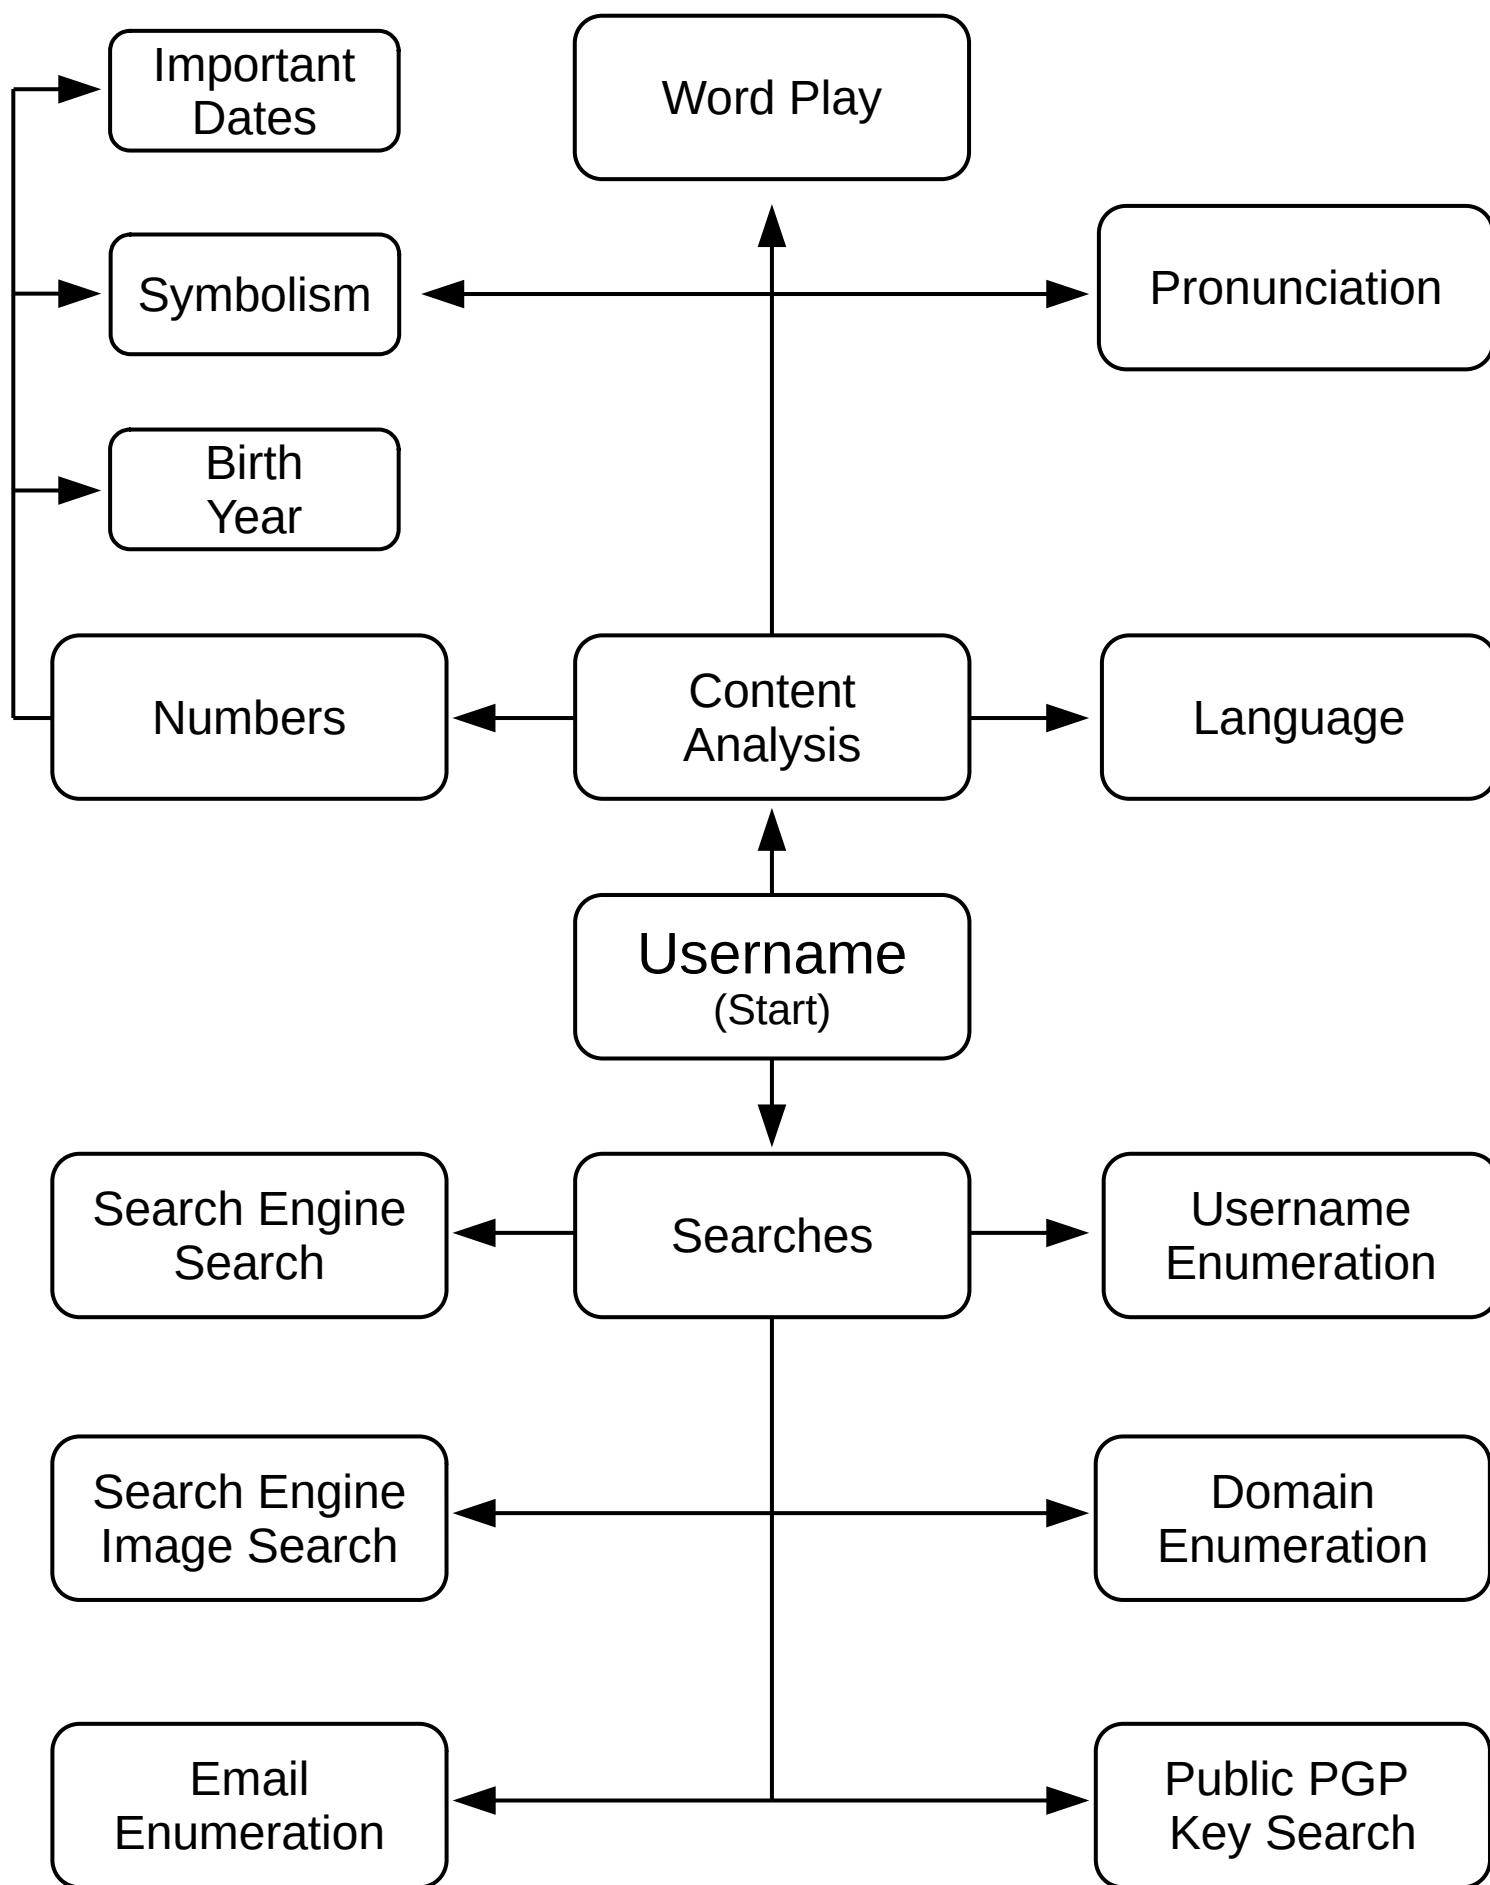 Important
Dates
Word Play
Symbolism
Pronunciation
Birth
Year
Numbers
Content
Analysis
Language
Username
(Start)
Search Engine
Search
Searches
Username
Enumeration
Search Engine
Image Search
Domain
Enumeration
Email
Enumeration
Public PGP
Key Search